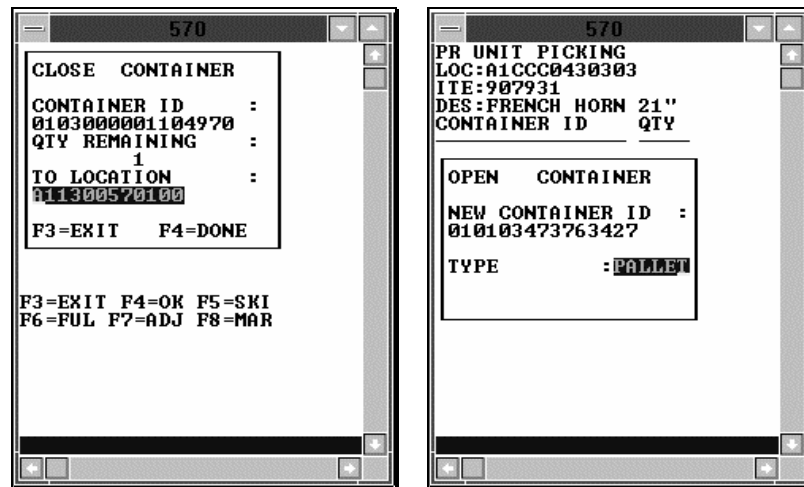 570
CLOSE CONTAINER
CONTAINER ID :
0103000001104970
QTY REMAINING :
1
TO LOCATION :
A11300570100
F3=EXIT F4=DONE
F3=EXIT F4=OK F5=SKI
F6=FUL F7=ADJ F8=MAR
570
PR UNIT PICKING
LOC:A1CCC0430303
ITE:907931
DES:FRENCH HORN 21"
CONTAINER ID QTY
OPEN CONTAINER
NEW CONTAINER ID :
010103473763427
TYPE :PALLET